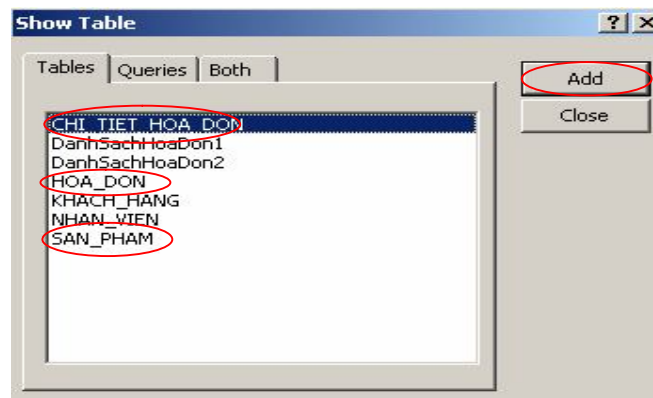 Show Table
Tables Queries Both
Add
Close
CHI_TIET_HOA_DON
DanhSachHoaDon1
DanhSachHoaDon2
HOA_DON
KHACH_HANG
NHAN_VIEN
SAN_PHAM